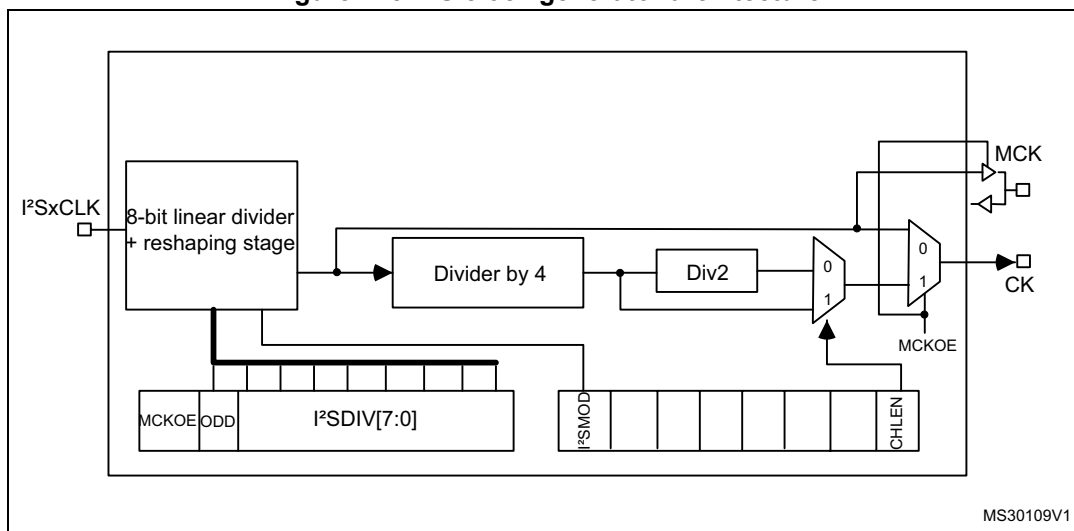 MCK
I²SxCLK
8-bit linear divider
+ reshaping stage
0
Divider by 4
Div2
0
1
1
CK
MCKOE
MCKOE
ODD
I²SDIV[7:0]
I²SMOD
CHLEN
MS30109V1